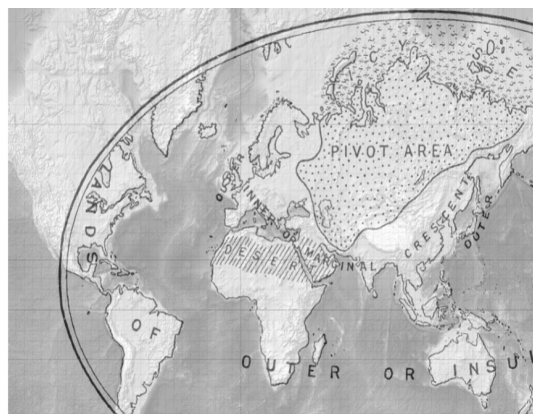 PIVOT AREA
INNER OR MARGINAL CRESCENT
OUTER
DESERT
LANDS
OF
OUTER OR INSU